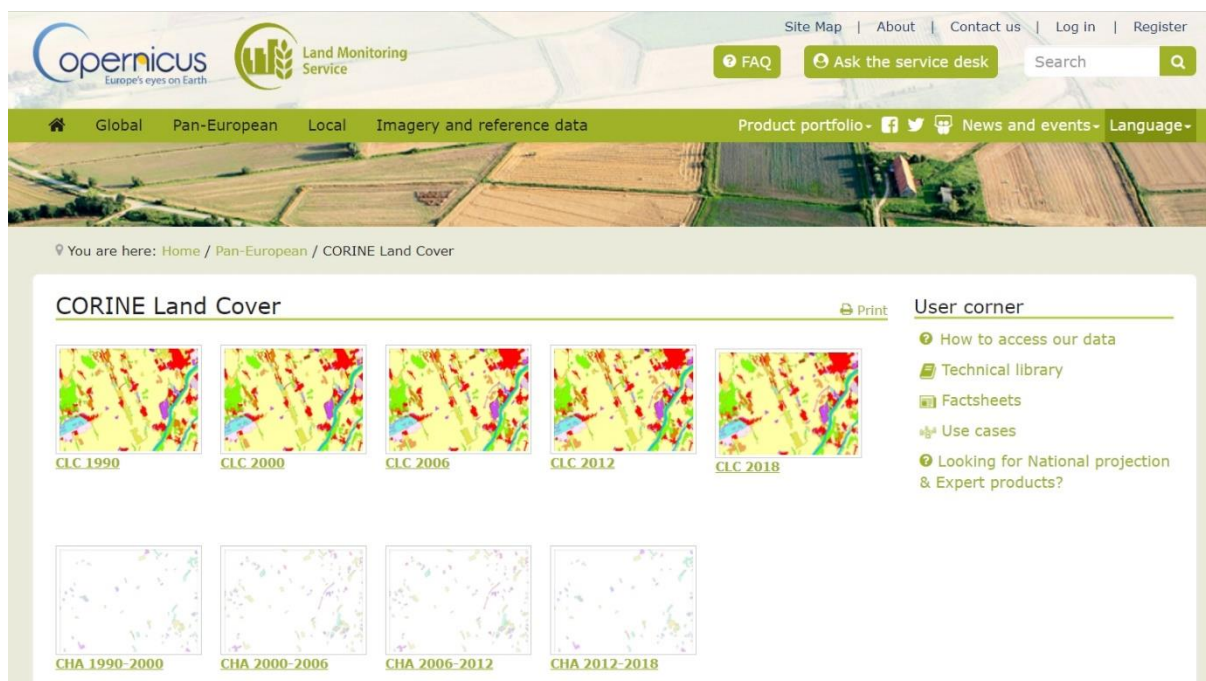 Site Map | About | Contact us | Log in | Register
Copernicus
Europe's eyes on Earth
Land Monitoring
Service
FAQ
Ask the service desk
Search
Global Pan-European Local Imagery and reference data
Product portfolio News and events Language
You are here: Home / Pan-European / CORINE Land Cover
CORINE Land Cover
Print
CLC 1990
CLC 2000
CLC 2006
CLC 2012
CLC 2018
CHA 1990-2000
CHA 2000-2006
CHA 2006-2012
CHA 2012-2018
User corner
How to access our data
Technical library
Factsheets
Use cases
Looking for National projection
& Expert products?